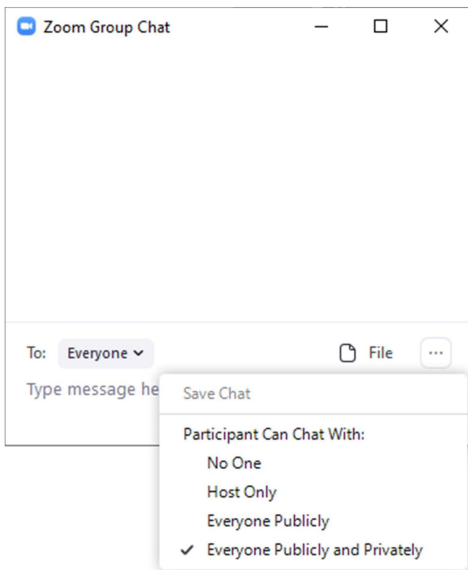 Zoom Group Chat
To: Everyone File ...
Type message he
Save Chat
Participant Can Chat With:
No One
Host Only
Everyone Publicly
✓ Everyone Publicly and Privately